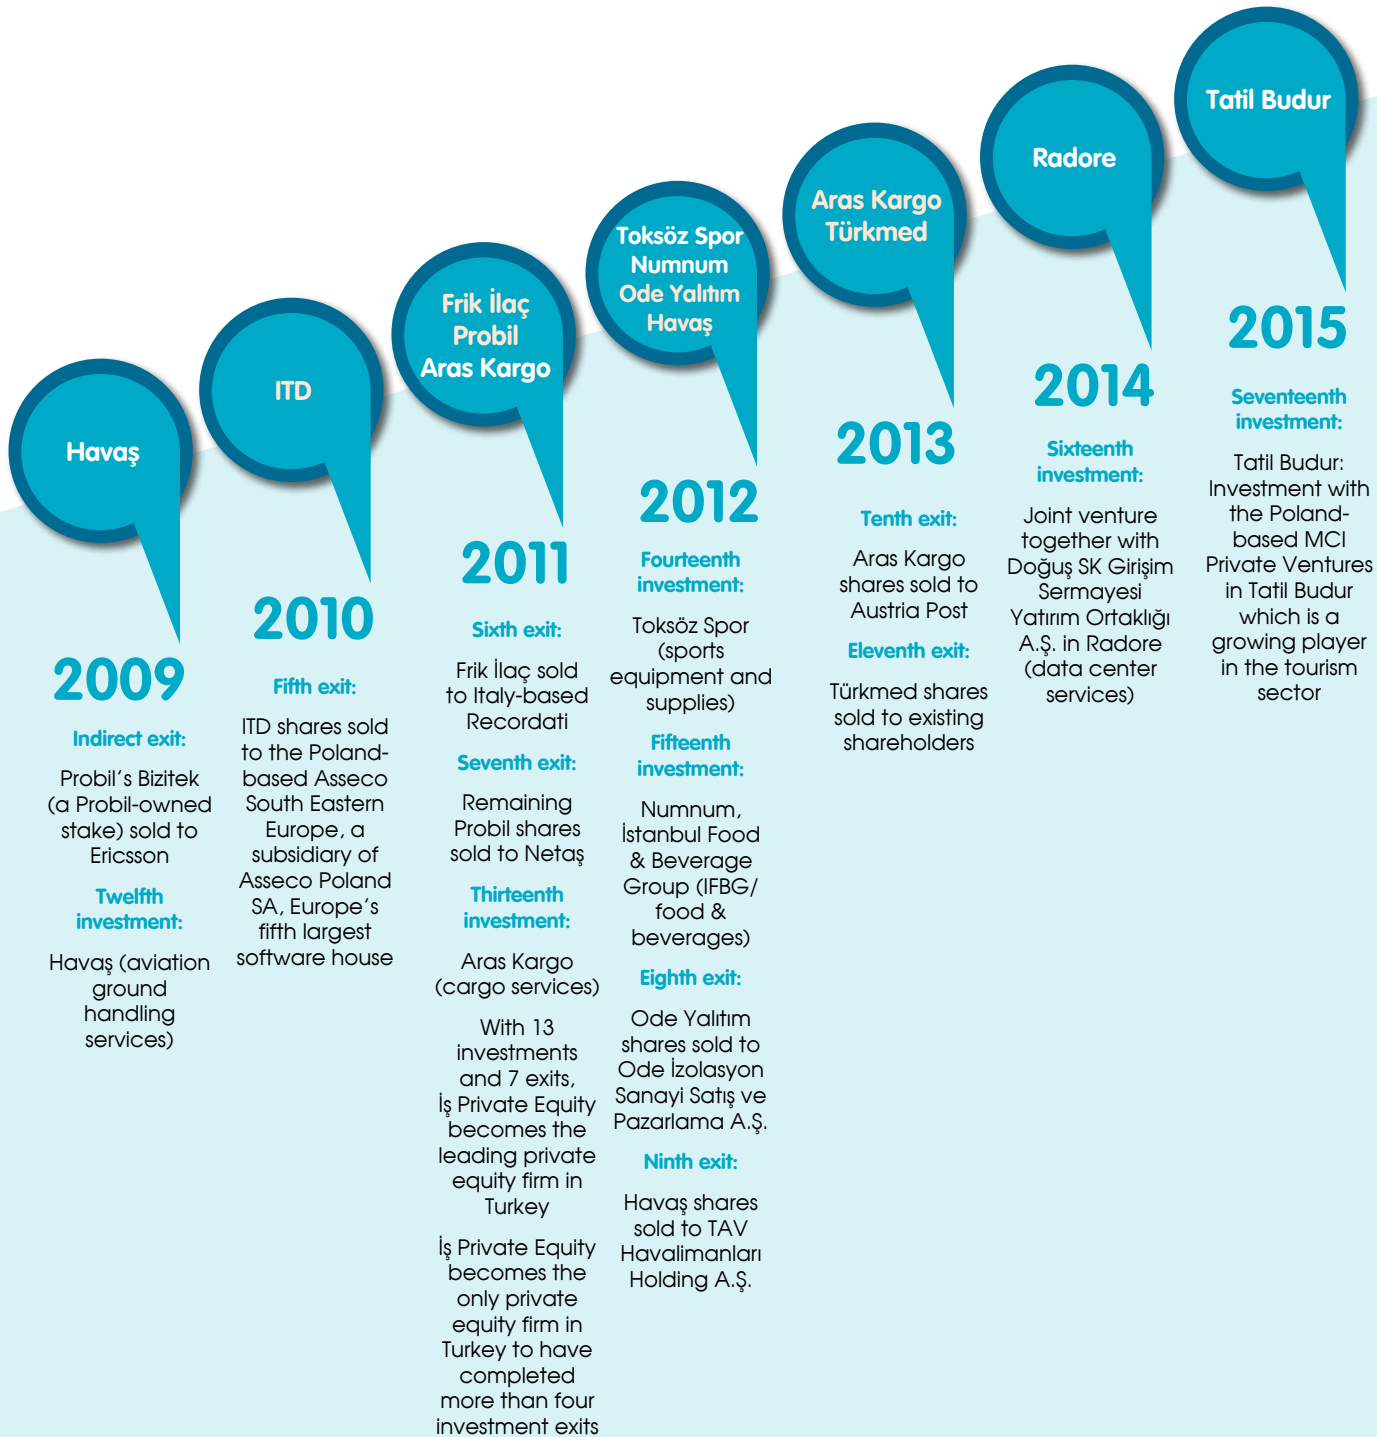 Havaş
2009
Indirect exit:
Probil's Bizitek
(a Probil-owned
stake) sold to
Ericsson
Twelfth
investment:
Havaş (aviation
ground
handling
services)
ITD
2010
Fifth exit:
ITD shares sold
to the Poland-
based Asseco
South Eastern
Europe, a
subsidiary of
Asseco Poland
SA, Europe's
fifth largest
software house
Frik İlaç
Probil
Aras Kargo
2011
Sixth exit:
Frik İlaç sold
to Italy-based
Recordati
Seventh exit:
Remaining
Probil shares
sold to Netaş
Thirteenth
investment:
Aras Kargo
(cargo services)
With 13
investments
and 7 exits,
İş Private Equity
becomes the
leading private
equity firm in
Turkey
İş Private Equity
becomes the
only private
equity firm in
Turkey to have
completed
more than four
investment exits
Toksöz Spor
Numnum
Ode Yalıtım
Havaş
2012
Fourteenth
investment:
Toksöz Spor
(sports
equipment and
supplies)
Fifteenth
investment:
Numnum,
İstanbul Food
& Beverage
Group (IFBG/
food &
beverages)
Eighth exit:
Ode Yalıtım
shares sold to
Ode İzolasyon
Sanayi Satış ve
Pazarlama A.Ş.
Ninth exit:
Havaş shares
sold to TAV
Havalimanları
Holding A.Ş.
Aras Kargo
Türkmed
2013
Tenth exit:
Aras Kargo
shares sold to
Austria Post
Eleventh exit:
Türkmed shares
sold to existing
shareholders
Radore
2014
Sixteenth
investment:
Joint venture
together with
Doğuş SK Girişim
Sermayesi
Yatırım Ortaklığı
A.Ş. in Radore
(data center
services)
Tatil Budur
2015
Seventeenth
investment:
Tatil Budur:
Investment with
the Poland-
based MCI
Private Ventures
in Tatil Budur
which is a
growing player
in the tourism
sector